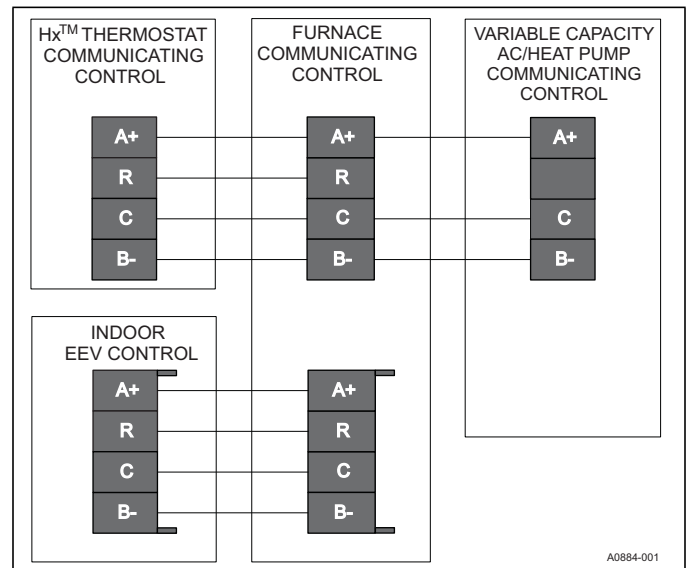 Hx™ THERMOSTAT
COMMUNICATING
CONTROL
A+
R
C
B-
FURNACE
COMMUNICATING
CONTROL
A+
R
C
B-
VARIABLE CAPACITY
AC/HEAT PUMP
COMMUNICATING
CONTROL
A+
C
B-
INDOOR
EEV CONTROL
A+
R
C
B-
A+
R
C
B-
A0884-001